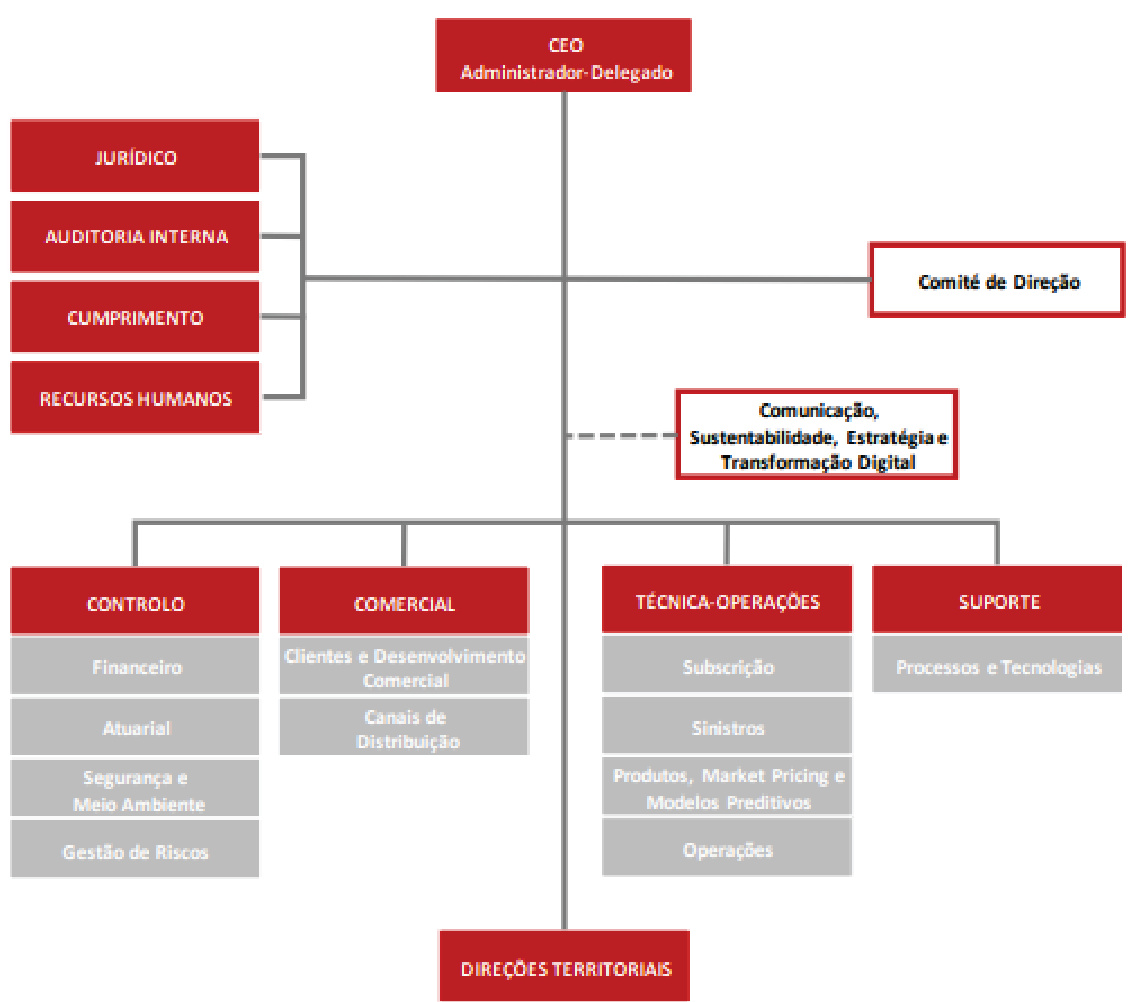 CEO
Administrador-Delegado
JURÍDICO
AUDITORIA INTERNA
CUMPRIMENTO
RECURSOS HUMANOS
Comité de Direção
Comunicação,
Sustentabilidade, Estratégia e
Transformação Digital
CONTROLO
Financeiro
Atuarial
Segurança e
Meio Ambiente
Gestão de Riscos
COMERCIAL
Clientes e Desenvolvimento
Comercial
Canais de
Distribuição
TÉCNICA-OPERAÇÕES
Subscrição
Sinistros
Produtos, Market Pricing e
Modelos Preditivos
Operações
SUPORTE
Processos e Tecnologias
DIREÇÕES TERRITORIAIS